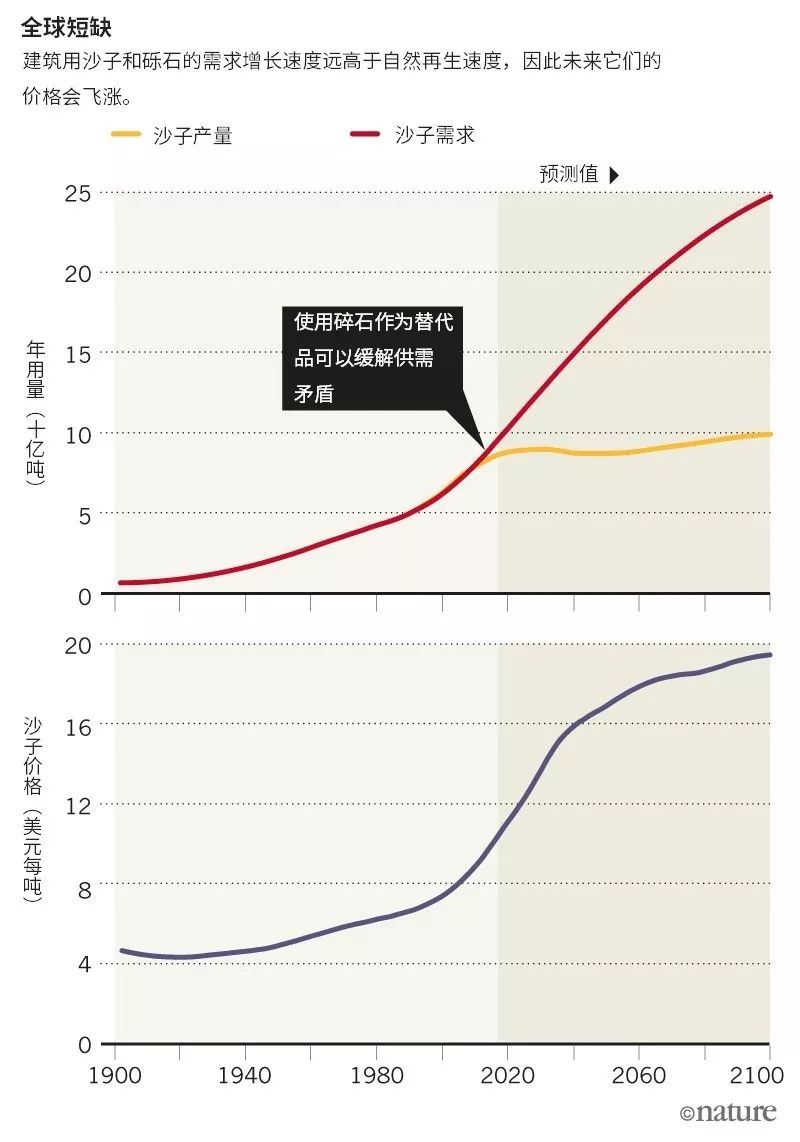 全球短缺
建筑用沙子和砾石的需求增长速度远高于自然再生速度，因此未来它们的
价格会飞涨。
沙子产量
沙子需求
预测值
25
20
15
10
5
0
年用量（十亿吨）
使用碎石作为替代
品可以缓解供需
矛盾
20
16
12
8
4
0
沙子价格（美元每吨）
1900
1940
1980
2020
2060
2100
©nature